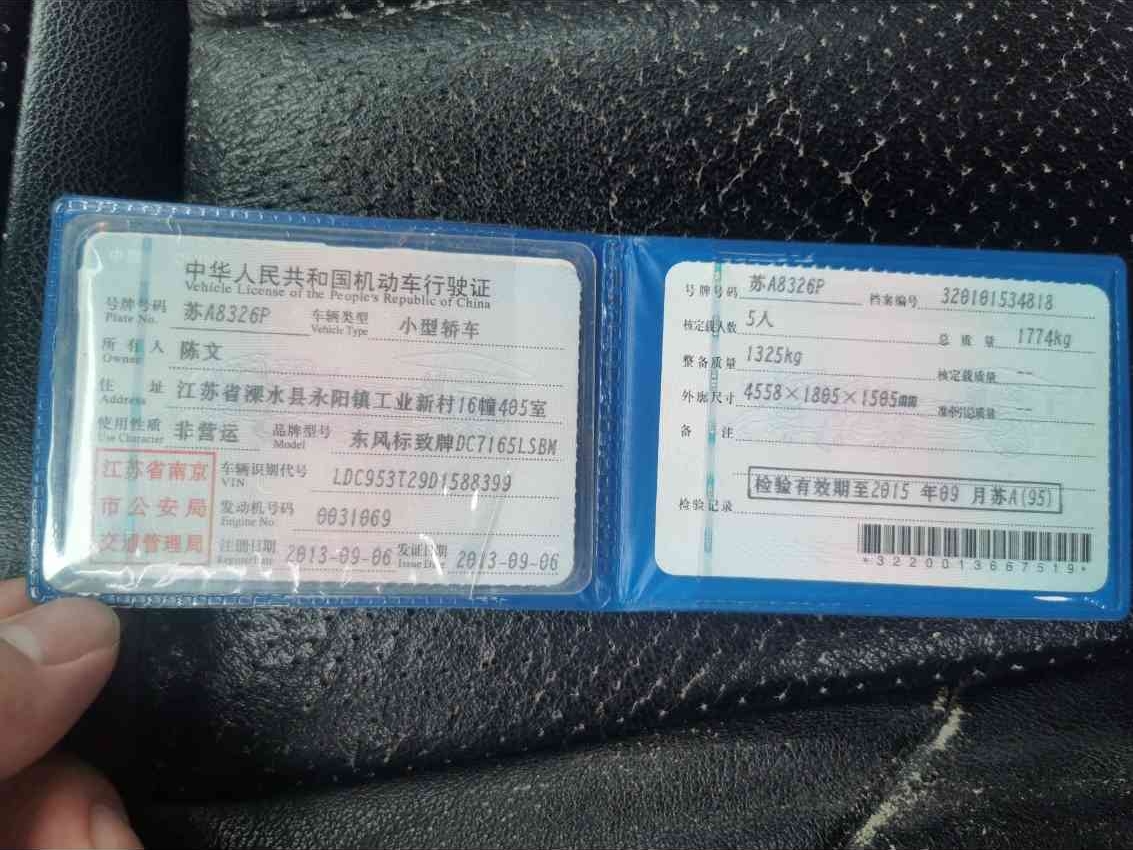 中华人民共和国机动车行驶证
Vehicle License of the People's Republic of China
号牌号码 苏A8326P 车辆类型 小型轿车
Plate No. Vehicle Type
所有人 陈文
Owner
住址 江苏省溧水县永阳镇工业新村16幢405室
Address
使用性质 非营运 品牌型号 东风标致牌DC7165LSBM
Use Character Model
江苏省南京
市公安局
交通管理局
车辆识别代号 LDC953T29D1588399
VIN
发动机号码 0031069
Engine No.
注册日期 2013-09-06 发证日期 2013-09-06
Register Date Issue Date
号牌号码 苏A8326P 档案编号 320101534818
核定载人数 5人 总质量 1774kg
整备质量 1325kg 核定载质量 --
外廓尺寸 4558×1805×1505mm 准牵引总质量 --
备注
检验有效期至2015 年09 月苏A(95)
检验记录
*3220013667519*